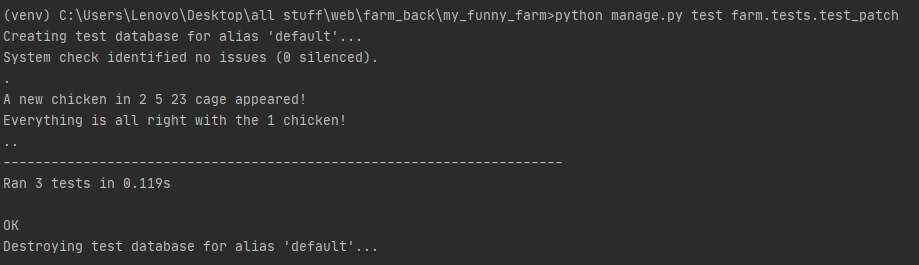 (venv) C:\Users\Lenovo\Desktop\all stuff\web\farm_back\my_funny_farm>python manage.py test farm.tests.test_patch
Creating test database for alias 'default'...
System check identified no issues (0 silenced).
.
A new chicken in 2 5 23 cage appeared!
Everything is all right with the 1 chicken!
..
----------------------------------------------------------------------
Ran 3 tests in 0.119s

OK
Destroying test database for alias 'default'...